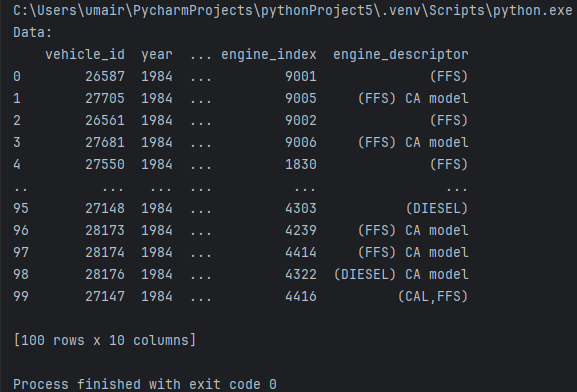 C:\Users\umair\PycharmProjects\pythonProject5\.venv\Scripts\python.exe
Data:
    vehicle_id  year  ... engine_index  engine_descriptor
0        26587  1984  ...         9001              (FFS)
1        27705  1984  ...         9005     (FFS) CA model
2        26561  1984  ...         9002              (FFS)
3        27681  1984  ...         9006     (FFS) CA model
4        27550  1984  ...         1830              (FFS)
..         ...   ...  ...          ...                ...
95       27148  1984  ...         4303           (DIESEL)
96       28173  1984  ...         4239     (FFS) CA model
97       28174  1984  ...         4414     (FFS) CA model
98       28176  1984  ...         4322  (DIESEL) CA model
99       27147  1984  ...         4416          (CAL,FFS)
[100 rows x 10 columns]
Process finished with exit code 0